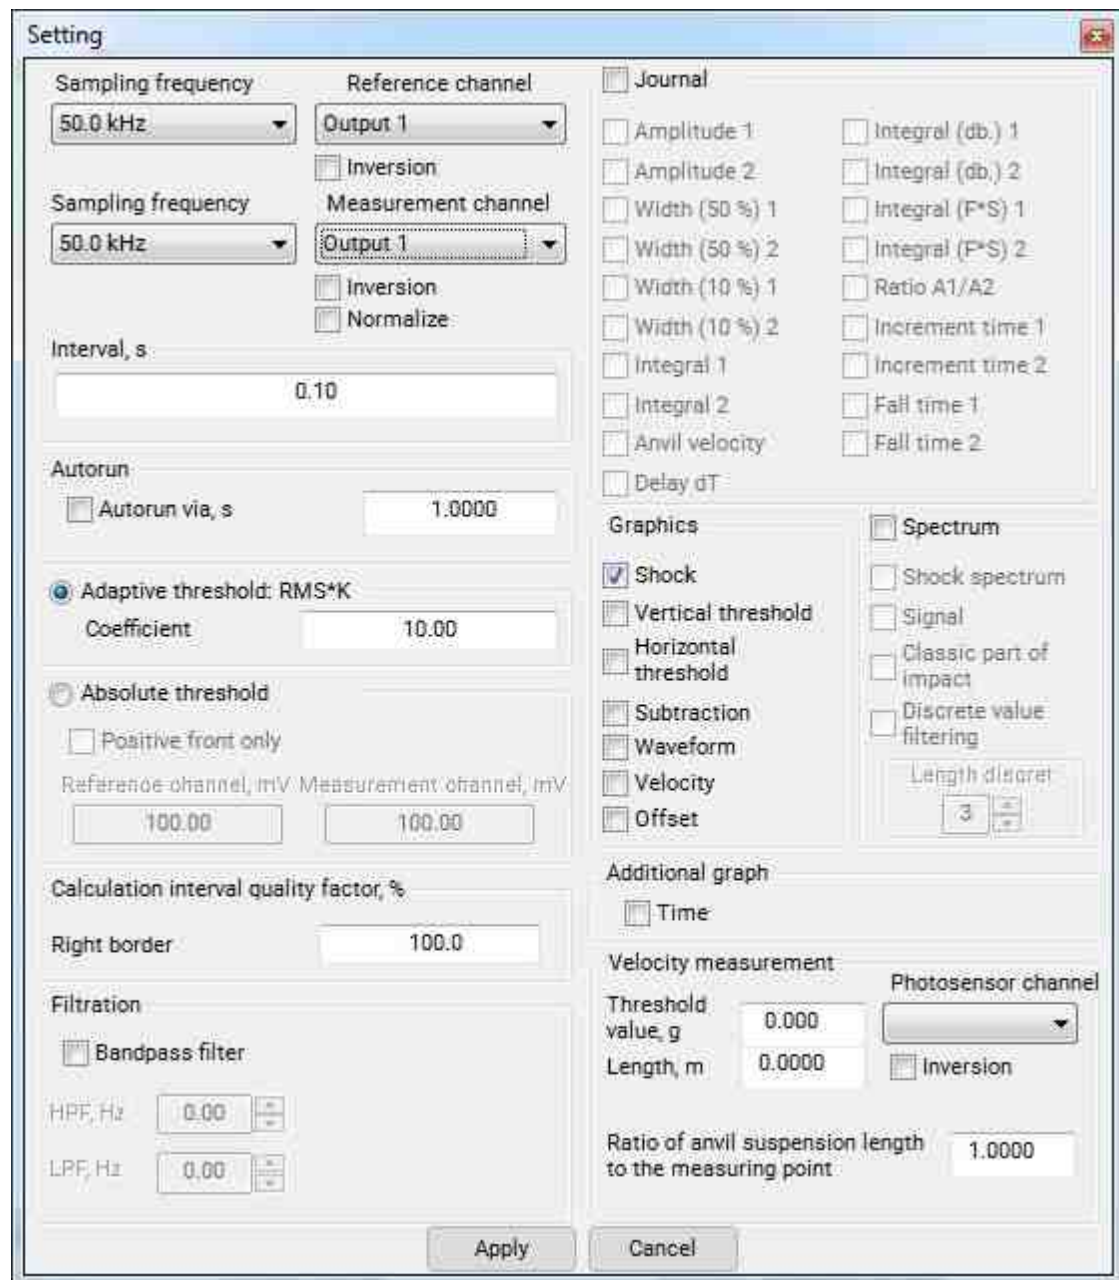 Setting
Sampling frequency
Reference channel
50.0 kHz
Output 1
Inversion
Sampling frequency
Measurement channel
50.0 kHz
Output 1
Inversion
Normalize
Interval, s
0.10
Autorun
Autorun via, s
1.0000
Adaptive threshold: RMS*K
Coefficient
10.00
Absolute threshold
Positive front only
Reference channel, mV
Measurement channel, mV
100.00
100.00
Calculation interval quality factor, %
Right border
100.0
Filtration
Bandpass filter
HPF, Hz
0.00
LPF, Hz
0.00
Journal
Amplitude 1
Amplitude 2
Width (50 %) 1
Width (50 %) 2
Width (10 %) 1
Width (10 %) 2
Integral 1
Integral 2
Anvil velocity
Delay dT
Integral (db.) 1
Integral (db.) 2
Integral (F*S) 1
Integral (F*S) 2
Ratio A1/A2
Increment time 1
Increment time 2
Fall time 1
Fall time 2
Graphics
Shock
Vertical threshold
Horizontal
threshold
Subtraction
Waveform
Velocity
Offset
Spectrum
Shock spectrum
Signal
Classic part of
impact
Discrete value
filtering
Length discret
3
Additional graph
Time
Velocity measurement
Threshold
value, g
0.000
Length, m
0.0000
Photosensor channel
Inversion
Ratio of anvil suspension length
to the measuring point
1.0000
Apply
Cancel